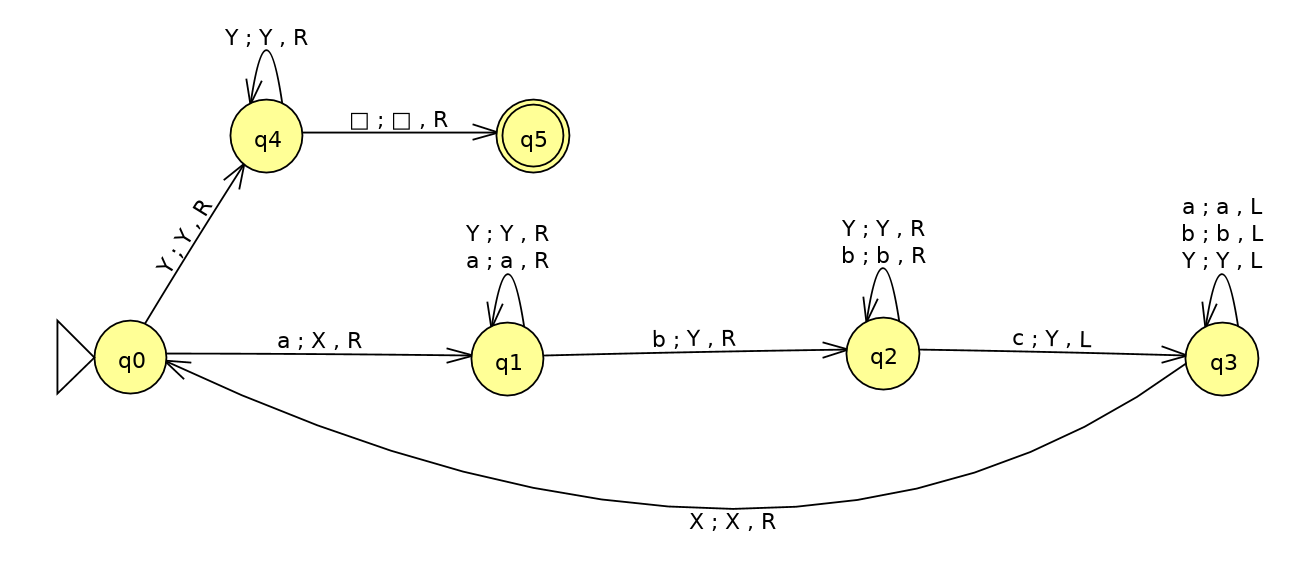 Y ; Y , R
q4
□ ; □ , R
q5
Y ; Y , R
Y ; Y , R
a ; a , R
Y ; Y , R
b ; b , R
a ; a , L
b ; b , L
Y ; Y , L
q0
a ; X , R
q1
b ; Y , R
q2
c ; Y , L
q3
X ; X , R